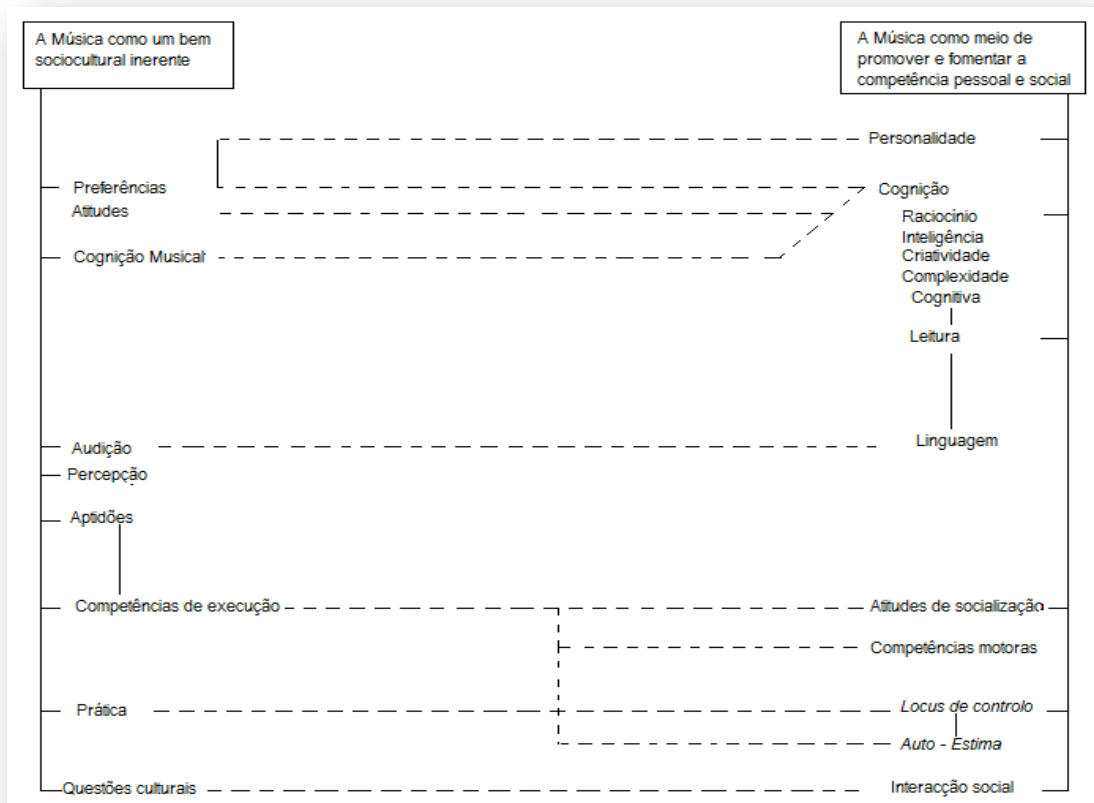 A Música como um bem
sociocultural inerente
A Música como meio de
promover e fomentar a
competência pessoal e social
Personalidade
Preferências
Cognição
Atitudes
Raciocínio
Inteligência
Cognição Musical
Criatividade
Complexidade
Cognitiva
Leitura
Audição
Linguagem
Percepção
Aptidões
Competências de execução
Atitudes de socialização
Competências motoras
Prática
Locus de controlo
Auto - Estima
Questões culturais
Interacção social